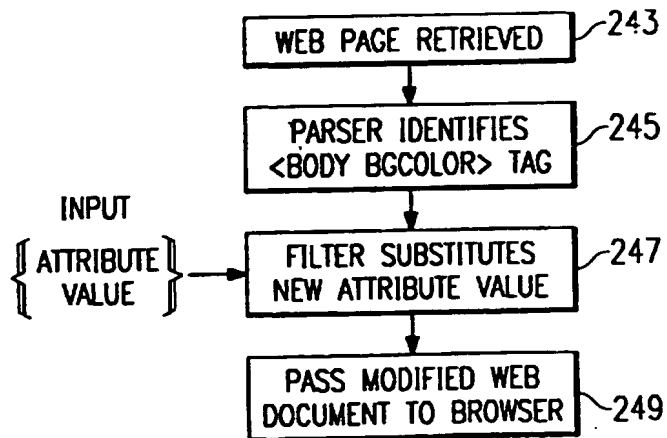 WEB PAGE RETRIEVED
243
PARSER IDENTIFIES
<BODY BGCOLOR> TAG
245
INPUT
{ATTRIBUTE
VALUE}
FILTER SUBSTITUTES
NEW ATTRIBUTE VALUE
247
PASS MODIFIED WEB
DOCUMENT TO BROWSER
249